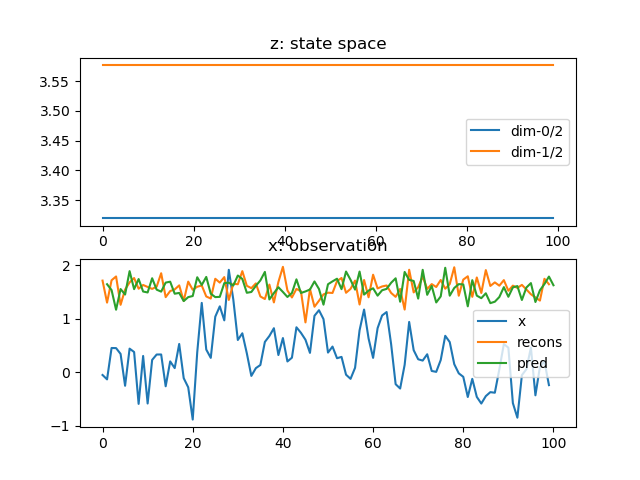 z: state space
3.55
3.50
3.45
3.40
3.35
dim-0/2
dim-1/2
0 20 40 60 80 100
x: observation
2
1
0
−1
x
recons
pred
0 20 40 60 80 100